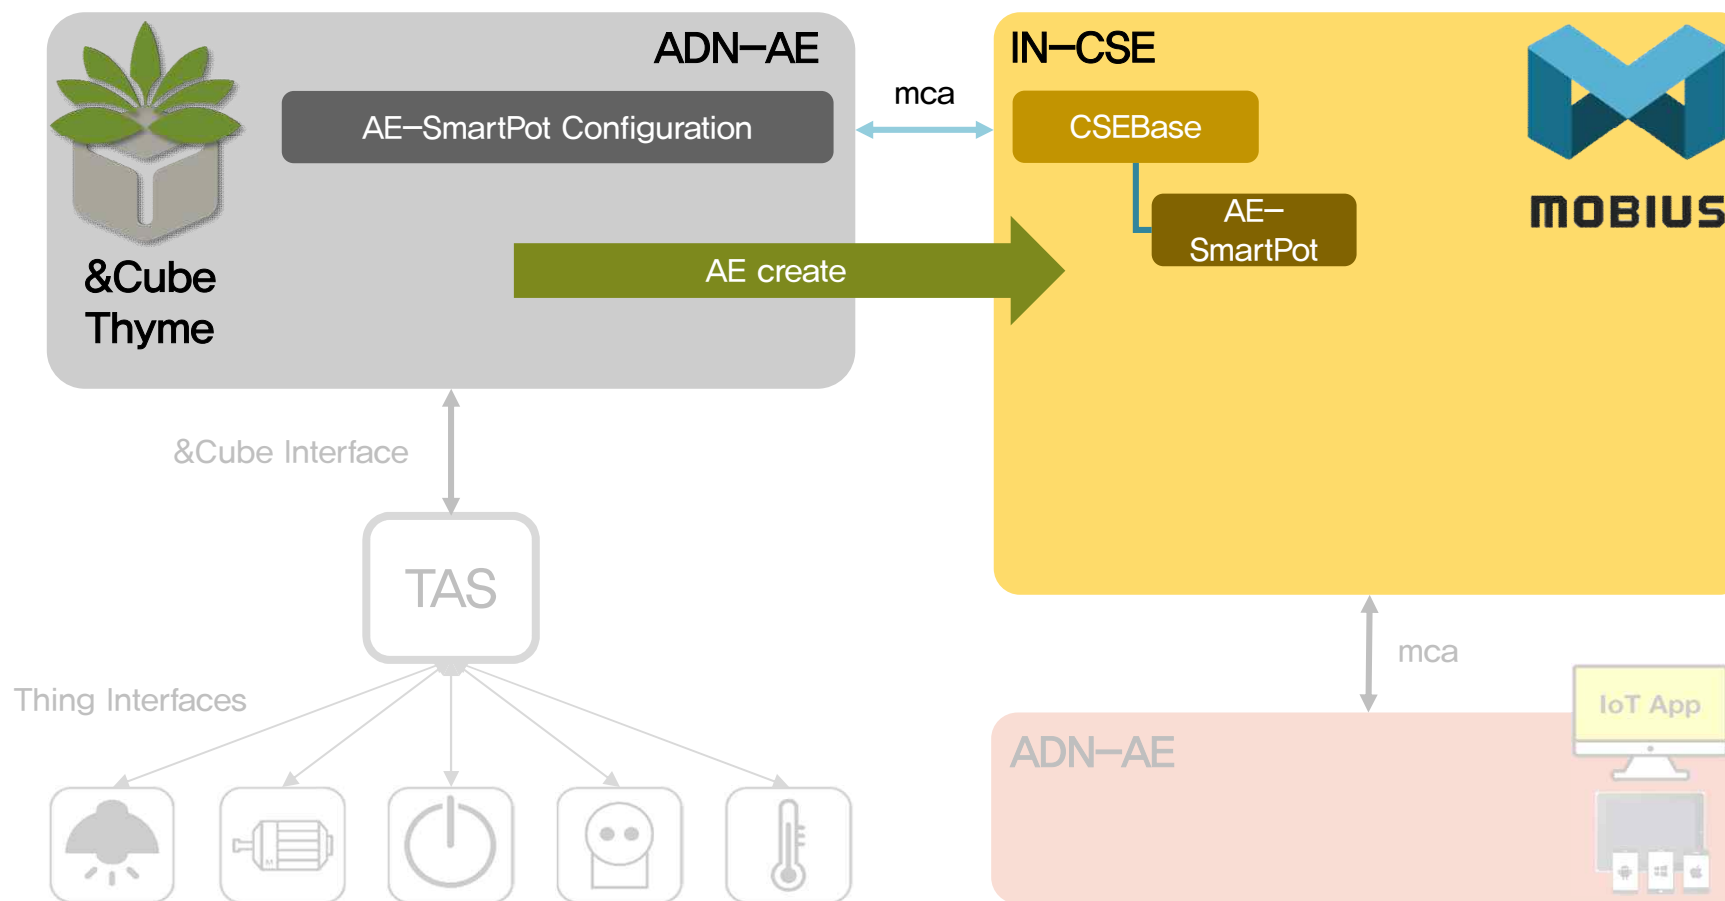 ADN-AE
AE-SmartPot Configuration
&Cube
Thyme
AE create
mca
IN-CSE
CSEBase
AE-
SmartPot
MOBIUS
&Cube Interface
TAS
Thing Interfaces
M
mca
ADN-AE
IoT App